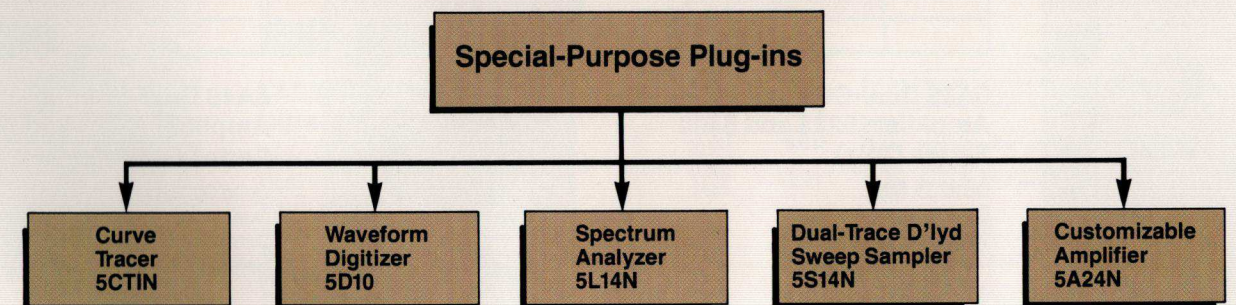 Special-Purpose Plug-ins
Curve
Tracer
5CTIN
Waveform
Digitizer
5D10
Spectrum
Analyzer
5L14N
Dual-Trace D'lyd
Sweep Sampler
5S14N
Customizable
Amplifier
5A24N